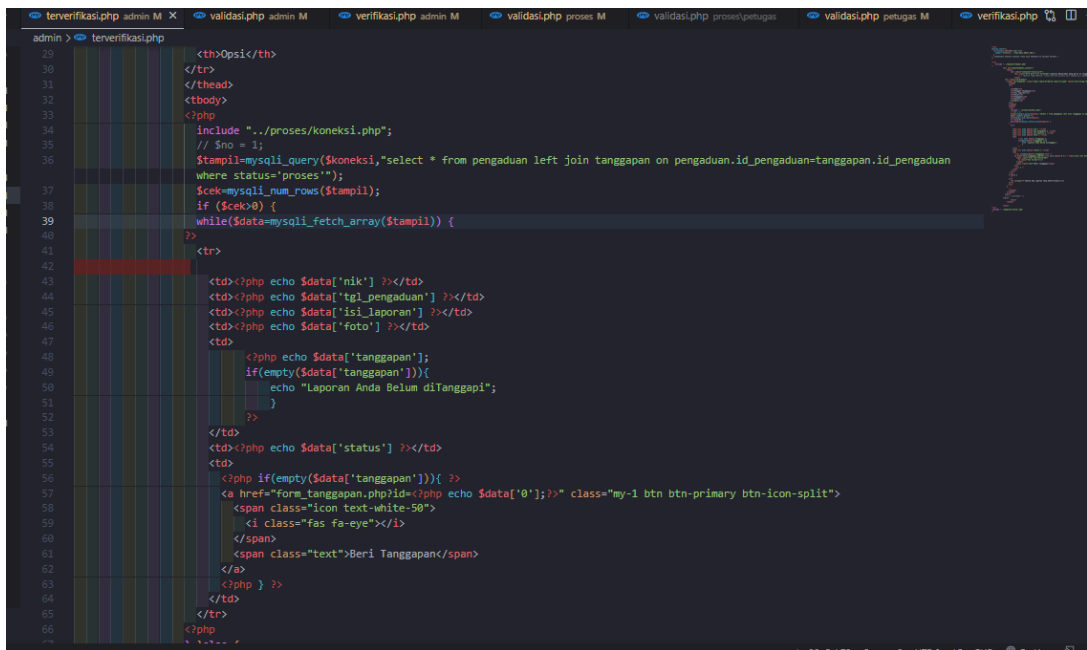 terverifikasi.php admin M X validasi.php admin M verifikasi.php admin M validasi.php proses M validasi.php proses\petugas validasi.php petugas M verifikasi.php
admin > terverifikasi.php
29 <th>Opsi</th>
30 </tr>
31 </thead>
32 <tbody>
33 <?php
34 include "../proses/koneksi.php";
35 // $no = 1;
36 $tampil=mysqli_query($koneksi,"select * from pengaduan left join tanggapan on pengaduan.id_pengaduan=tanggapan.id_pengaduan
where status='proses'");
37 $cek=mysqli_num_rows($tampil);
38 if ($cek>0) {
39 while($data=mysqli_fetch_array($tampil)) {
40 ?>
41 <tr>
42
43 <td><?php echo $data['nik'] ?></td>
44 <td><?php echo $data['tgl_pengaduan'] ?></td>
45 <td><?php echo $data['isi_laporan'] ?></td>
46 <td><?php echo $data['foto'] ?></td>
47 <td>
48 <?php echo $data['tanggapan'];
49 if(empty($data['tanggapan'])){
50 echo "Laporan Anda Belum diTanggapi";
51 }
52 ?>
53 </td>
54 <td><?php echo $data['status'] ?></td>
55 <td>
56 <?php if(empty($data['tanggapan'])){ ?>
57 <a href="form_tanggapan.php?id=<?php echo $data['0'];?>" class="my-1 btn btn-primary btn-icon-split">
58 <span class="icon text-white-50">
59 <i class="fas fa-eye"></i>
60 </span>
61 <span class="text">Beri Tanggapan</span>
62 </a>
63 <?php } ?>
64 </td>
65 </tr>
66 <?php